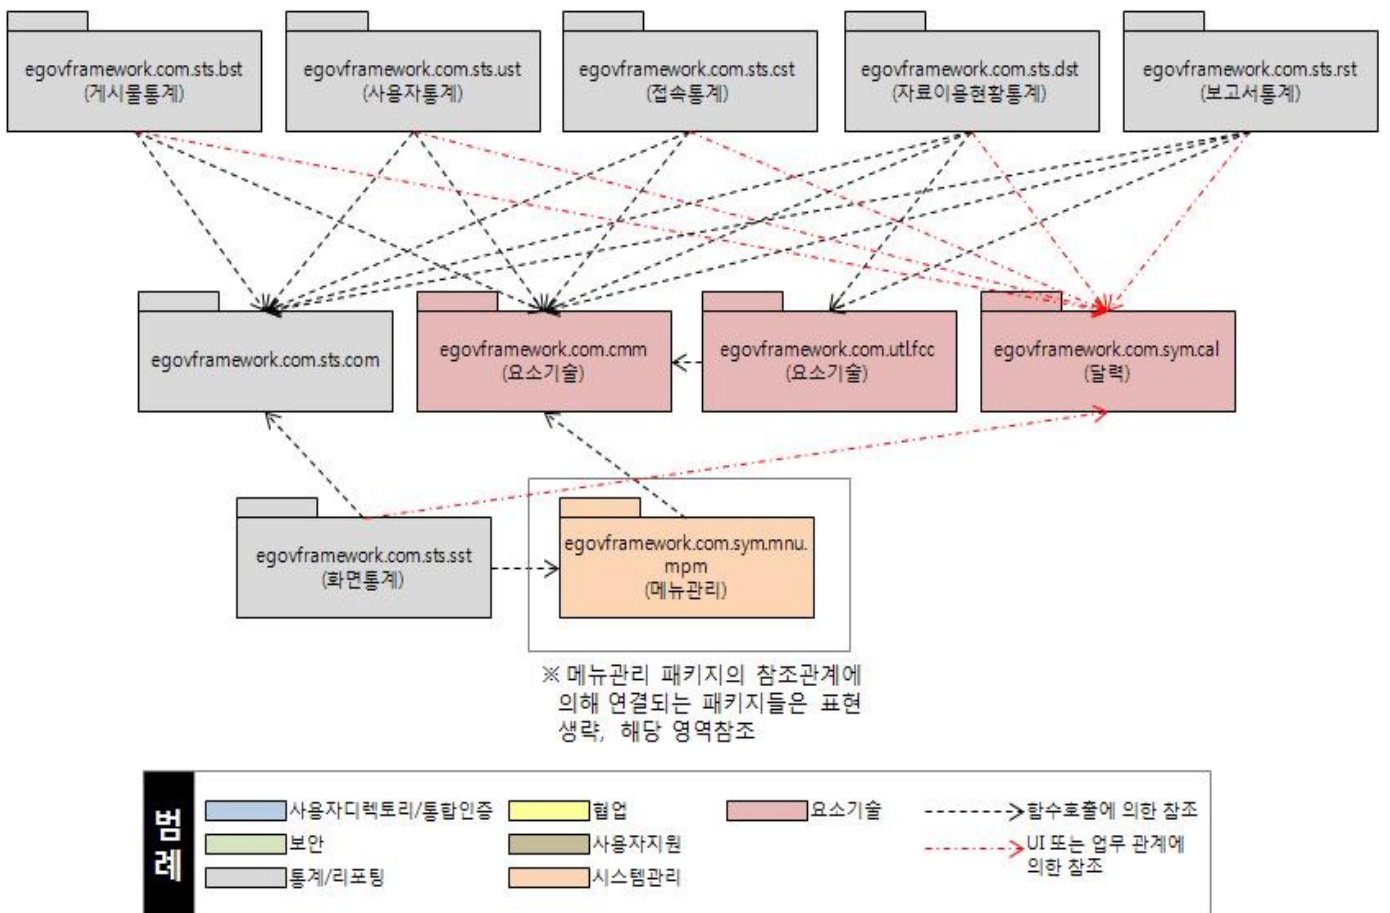 egovframework.com.sts.bst
(게시물통계)
egovframework.com.sts.ust
(사용자통계)
egovframework.com.sts.cst
(접속통계)
egovframework.com.sts.dst
(자료이용현황통계)
egovframework.com.sts.rst
(보고서통계)
egovframework.com.sts.com
egovframework.com.cmm
(요소기술)
egovframework.com.utl.fcc
(요소기술)
egovframework.com.sym.cal
(달력)
egovframework.com.sts.sst
(화면통계)
egovframework.com.sym.mnu.
mpm
(메뉴관리)
※ 메뉴관리 패키지의 참조관계에
의해 연결되는 패키지들은 표현
생략, 해당 영역참조
범
례
사용자디렉토리/통합인증
협업
요소기술
함수호출에 의한 참조
보안
사용자지원
UI 또는 업무 관계에
의한 참조
통계/리포팅
시스템관리